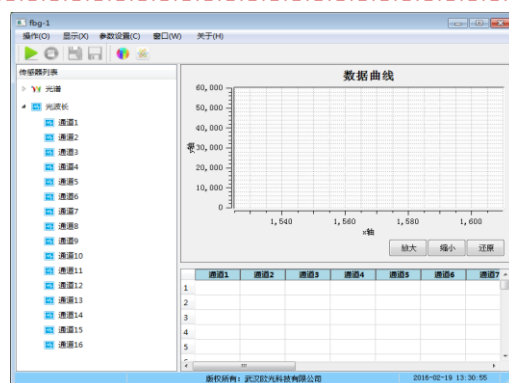 fbg-1
操作(O) 显示(X) 参数设置(C) 窗口(W) 关于(H)
传感器列表
光谱
光波长
通道1
通道2
通道3
通道4
通道5
通道6
通道7
通道8
通道9
通道10
通道11
通道12
通道13
通道14
通道15
通道16
数据曲线
60,000
50,000
40,000
30,000
20,000
10,000
0
y轴
1,540 1,560 1,580 1,600
x轴
放大 缩小 还原
通道1 通道2 通道3 通道4 通道5 通道6 通道7
1
2
3
4
5
版权所有: 武汉欧光科技有限公司 2016-02-19 13:30:55